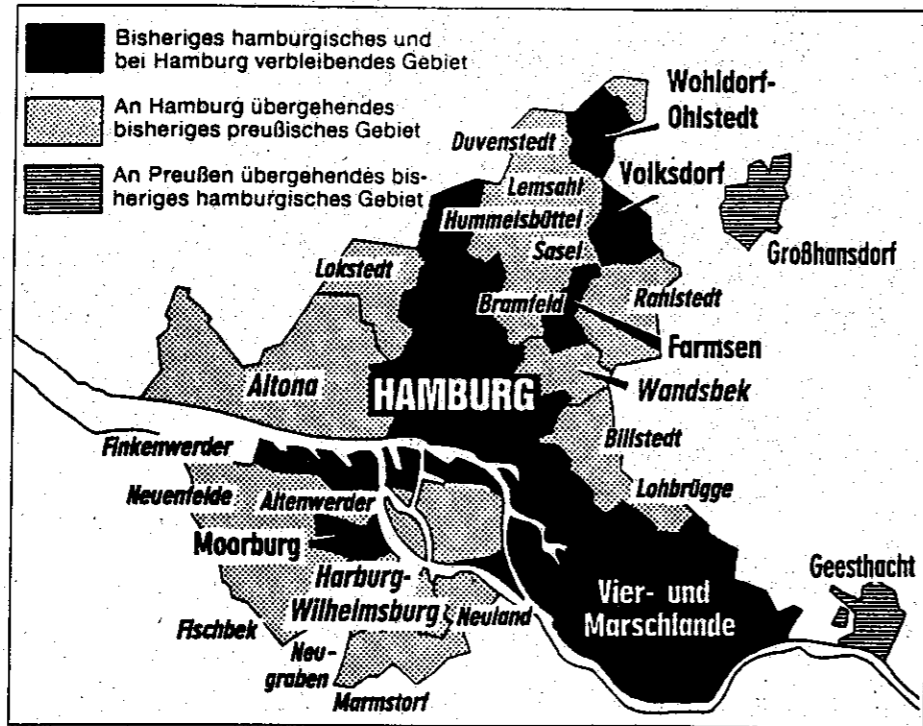 Bisheriges hamburgisches und
bei Hamburg verbleibendes Gebiet
An Hamburg übergehendes
bisheriges preußisches Gebiet
An Preußen übergehendes bis-
heriges hamburgisches Gebiet
Wohldorf-
Ohlstedt
Duvenstedt
Volksdorf
Lemsahl
Hummelsbüttel
Sasel
Großhansdorf
Lokstedt
Bramfeld
Rahlstedt
Farmsen
Altona
HAMBURG
Wandsbek
Billstedt
Finkenwerder
Neuenfelde
Altenwerder
Lohbrügge
Moorburg
Geesthacht
Harburg-
Wilhelmsburg
Vier- und
Marschlande
Neuland
Fischbek
Neu-
graben
Marmstorf